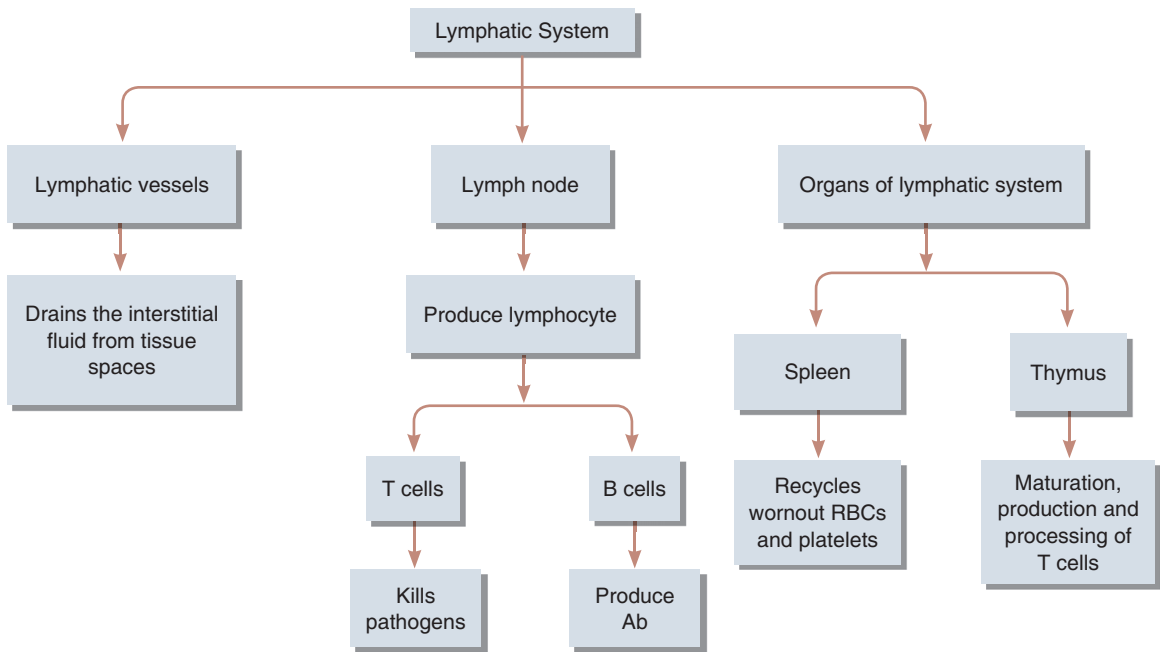 Lymphatic System
Lymphatic vessels
Lymph node
Organs of lymphatic system
Drains the interstitial
fluid from tissue
spaces
Produce lymphocyte
Spleen
Thymus
T cells
B cells
Recycles
wornout RBCs
and platelets
Maturation,
production and
processing of
T cells
Kills
pathogens
Produce
Ab